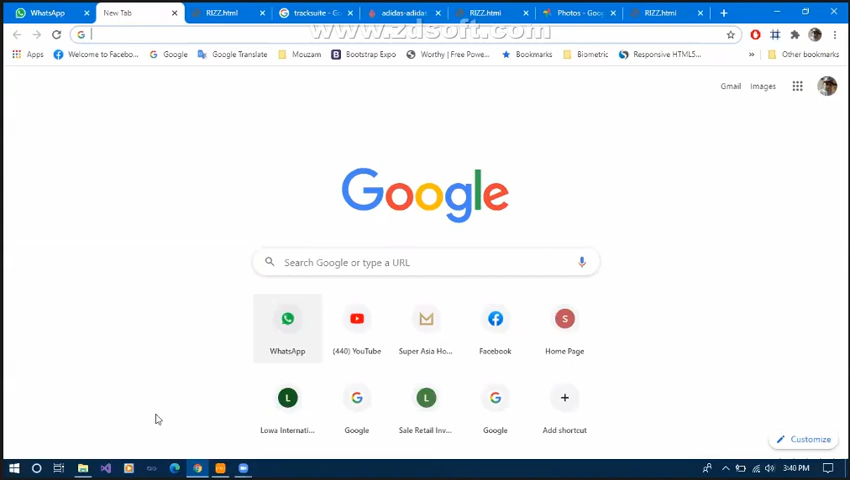 WhatsApp
New Tab
RIZZ.html
tracksuite - G
adidas-adidas
RIZZ.html
Photos - Goog
RIZZ.html
www.zdsoft.com
Apps
Welcome to Facebo...
Google
Google Translate
Mouzam
Bootstrap Expo
Worthy | Free Pow...
Bookmarks
Biometric
Responsive HTML5...
»
Other bookmarks
Gmail
Images
Google
Search Google or type a URL
WhatsApp
(440) YouTube
Super Asia Ho...
Facebook
S
Home Page
L
Lowa Internati...
Google
L
Sale Retail Inv...
Google
Add shortcut
Customize
3:40 PM